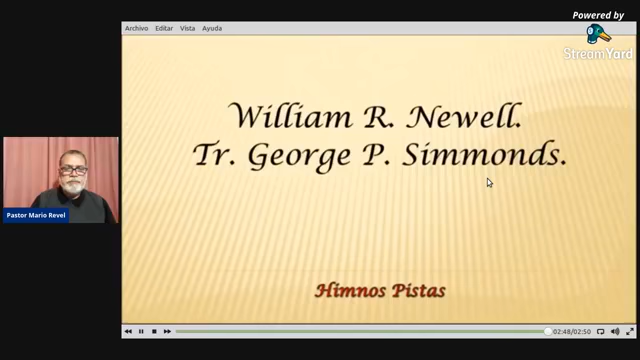 Powered by
StreamYard
Archivo Editar Vista Ayuda
William R. Newell.
Tr. George P. Simmonds.
Himnos Pistas
Pastor Mario Revel
02:48/02:50